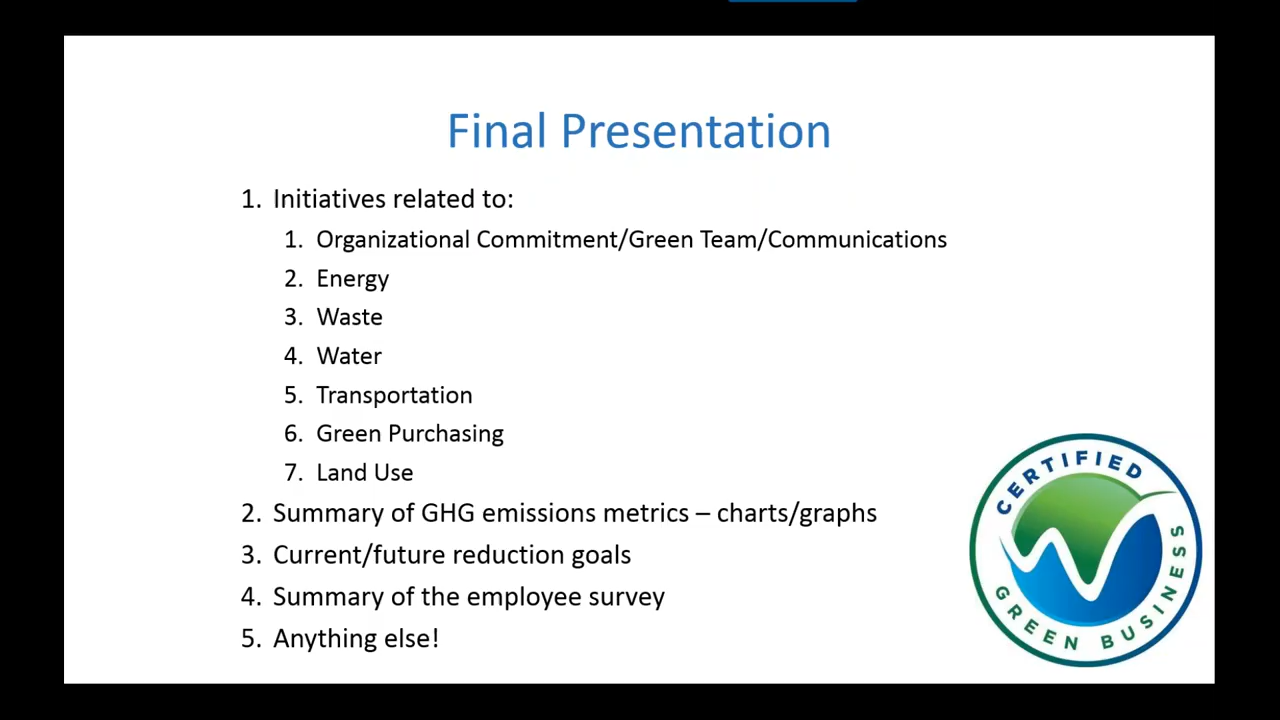 Final Presentation
1. Initiatives related to:
1. Organizational Commitment/Green Team/Communications
2. Energy
3. Waste
4. Water
5. Transportation
6. Green Purchasing
7. Land Use
2. Summary of GHG emissions metrics – charts/graphs
3. Current/future reduction goals
4. Summary of the employee survey
5. Anything else!
CERTIFIED
GREEN BUSINESS